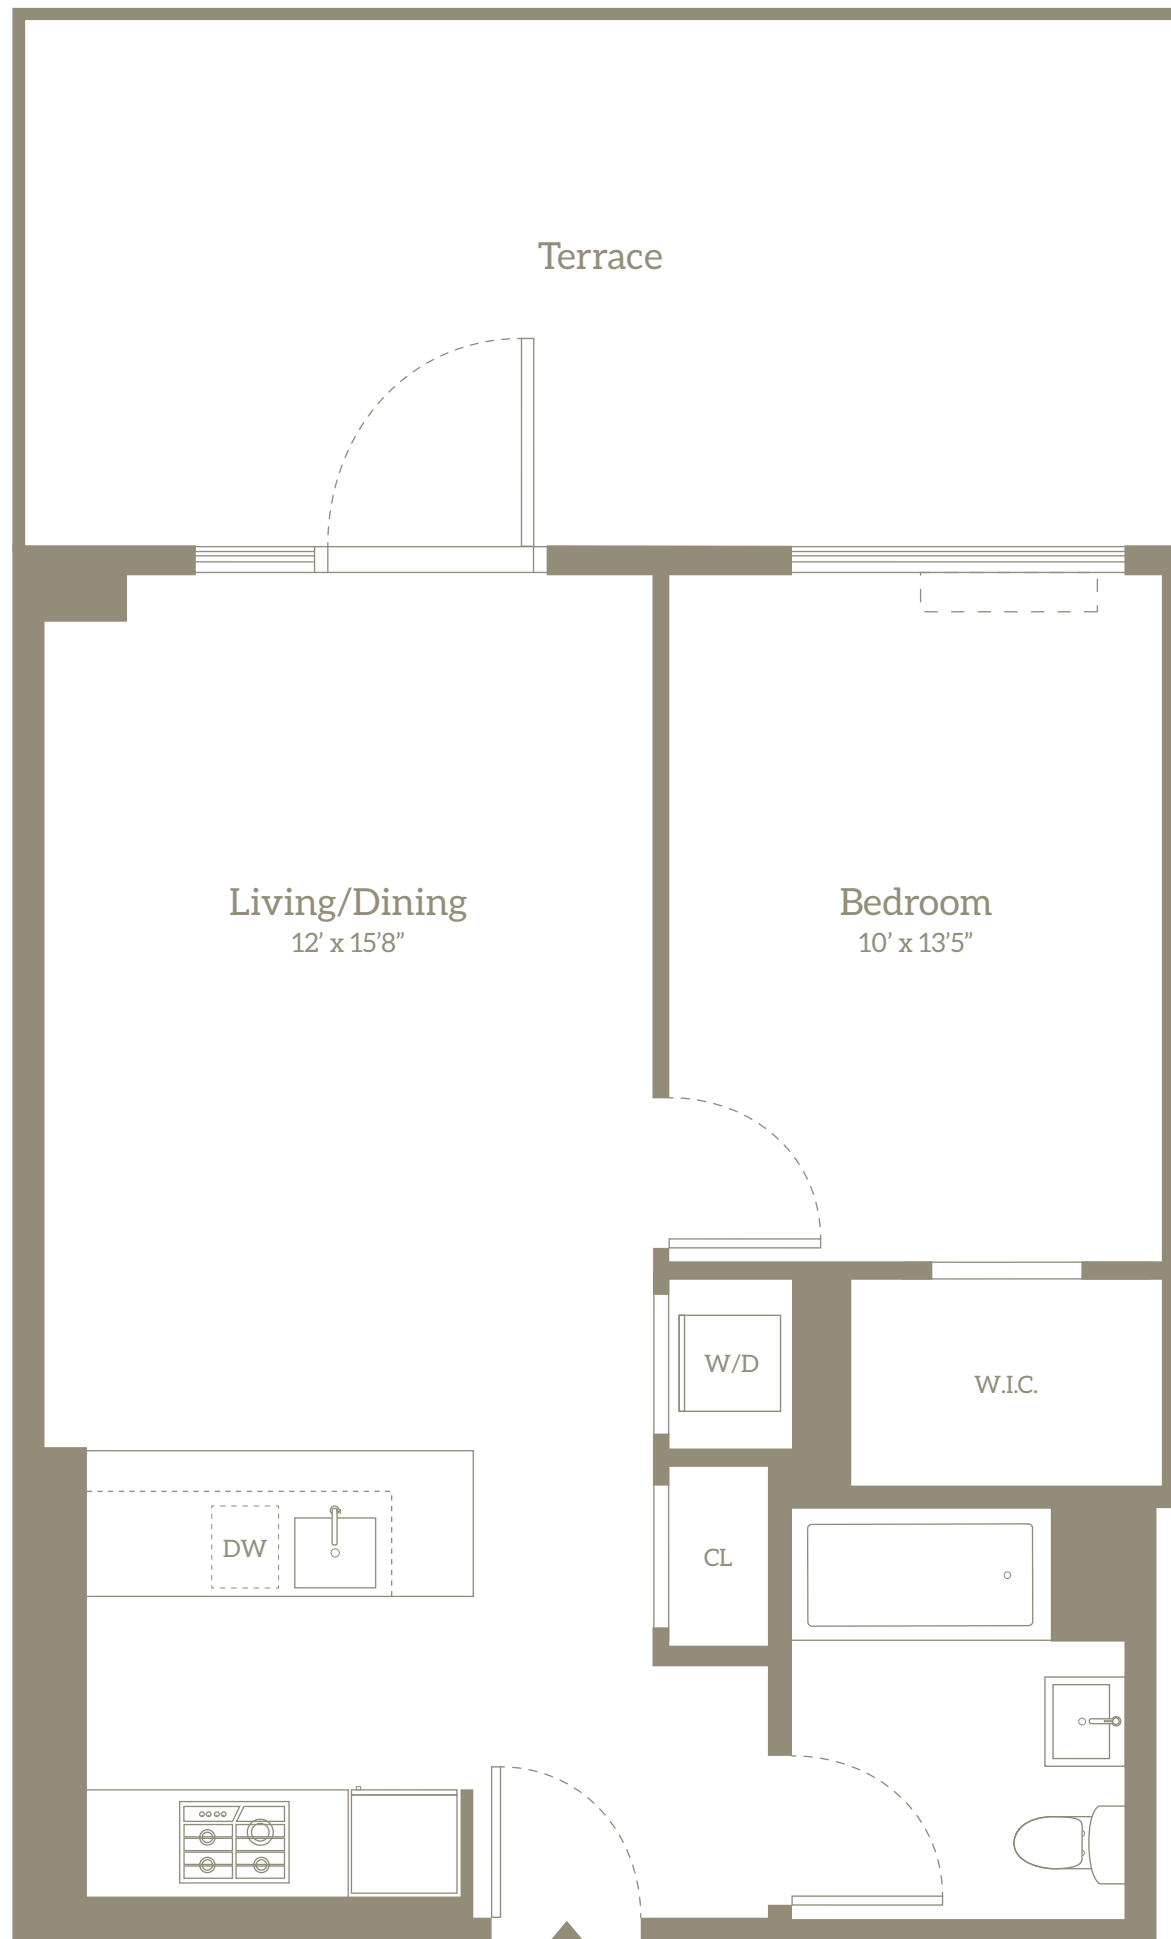 Terrace
Living/Dining
12’ x 15’8”
Bedroom
10’ x 13’5”
W/D
W.I.C.
DW
CL